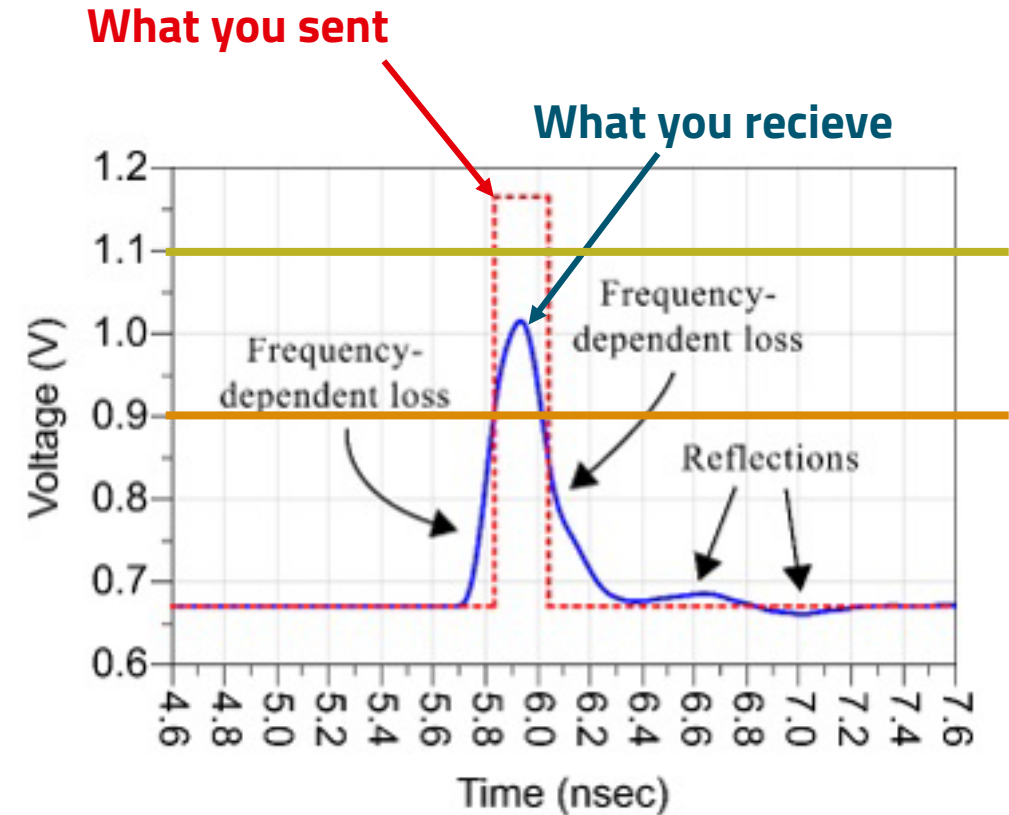 What you sent
What you recieve
1.2
1.1
1.0
0.9
0.8
0.7
0.6
Voltage (V)
Frequency-
dependent loss
Frequency-
dependent loss
Reflections
4.6
4.8
5.0
5.2
5.4
5.6
5.8
6.0
6.2
6.4
6.6
6.8
7.0
7.2
7.4
7.6
Time (nsec)